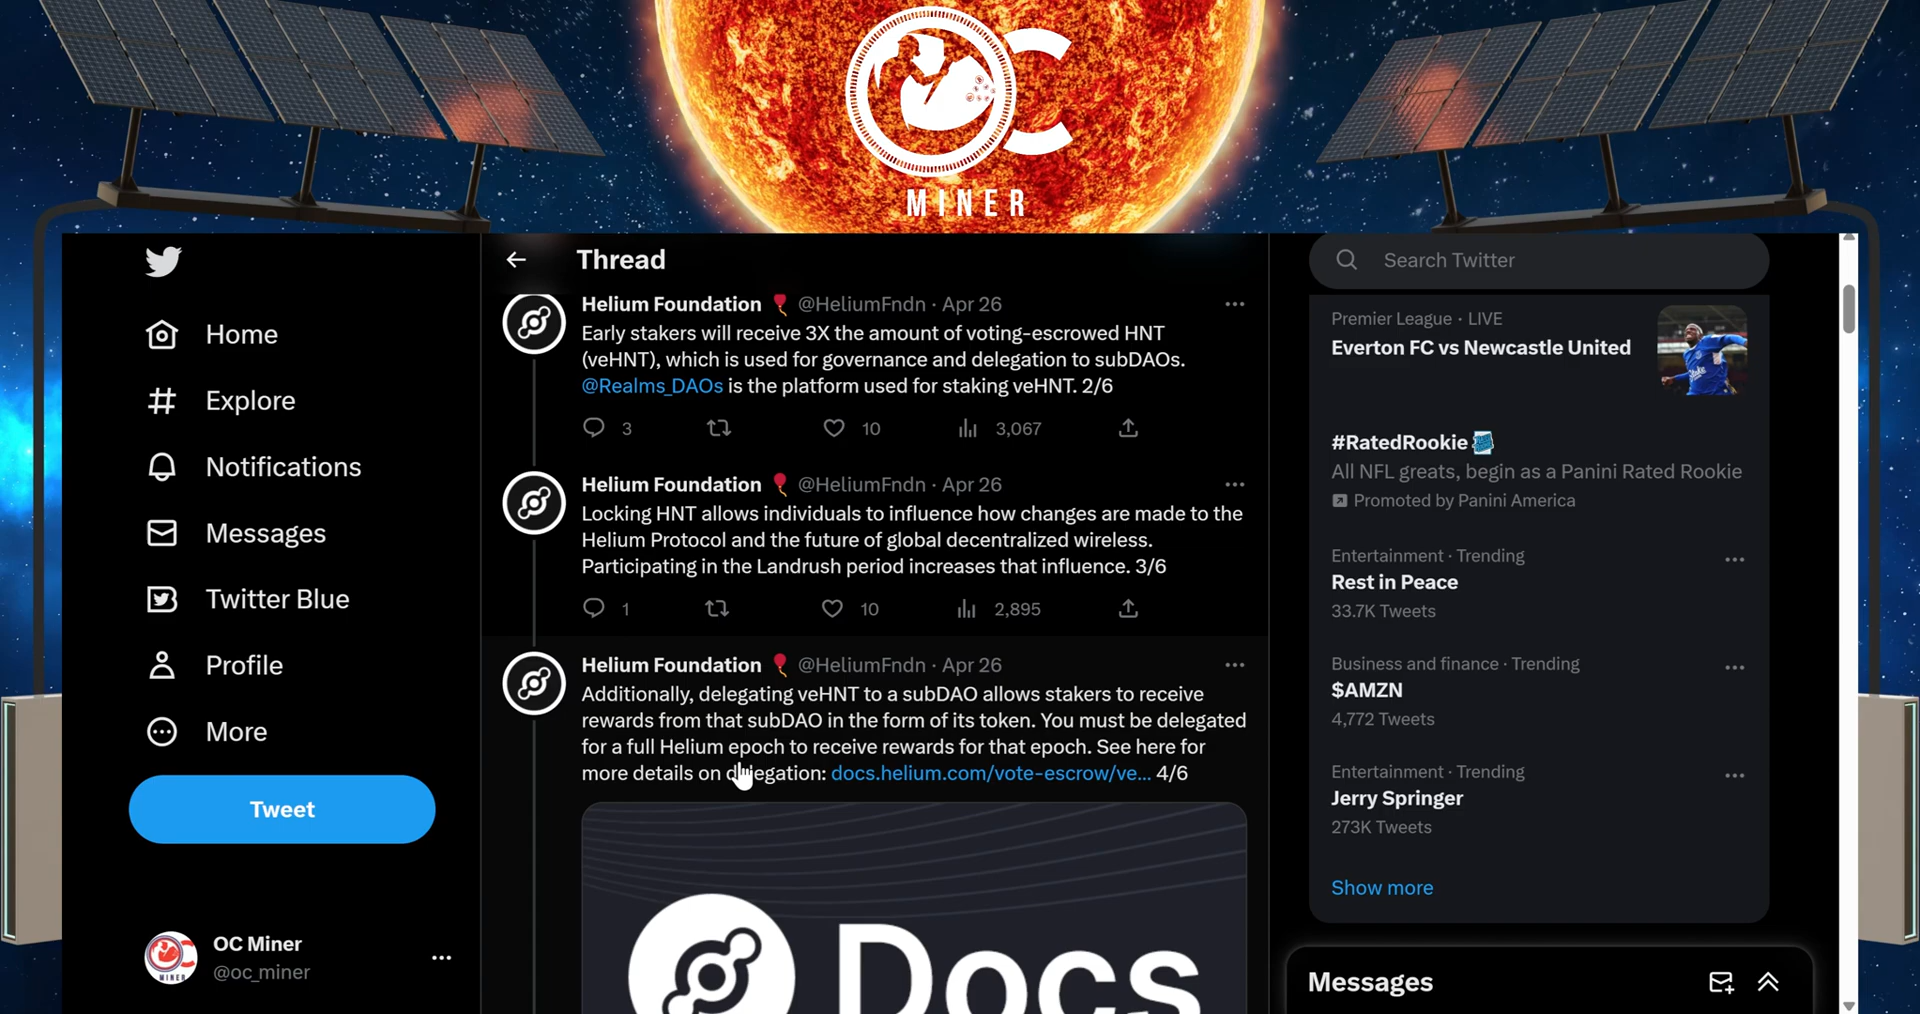 C
MINER
Thread
Search Twitter
Home
Explore
Notifications
Messages
Twitter Blue
Profile
More
Tweet
OC Miner
@oc_miner
Helium Foundation @HeliumFndn · Apr 26
Early stakers will receive 3X the amount of voting-escrowed HNT
(veHNT), which is used for governance and delegation to subDAOs.
@Realms_DAOs is the platform used for staking veHNT. 2/6
3 10 3,067
Helium Foundation @HeliumFndn · Apr 26
Locking HNT allows individuals to influence how changes are made to the
Helium Protocol and the future of global decentralized wireless.
Participating in the Landrush period increases that influence. 3/6
1 10 2,895
Helium Foundation @HeliumFndn · Apr 26
Additionally, delegating veHNT to a subDAO allows stakers to receive
rewards from that subDAO in the form of its token. You must be delegated
for a full Helium epoch to receive rewards for that epoch. See here for
more details on delegation: docs.helium.com/vote-escrow/ve... 4/6
Docs
Premier League · LIVE
Everton FC vs Newcastle United
#RatedRookie
All NFL greats, begin as a Panini Rated Rookie
Promoted by Panini America
Entertainment · Trending
Rest in Peace
33.7K Tweets
Business and finance · Trending
$AMZN
4,772 Tweets
Entertainment · Trending
Jerry Springer
273K Tweets
Show more
Messages